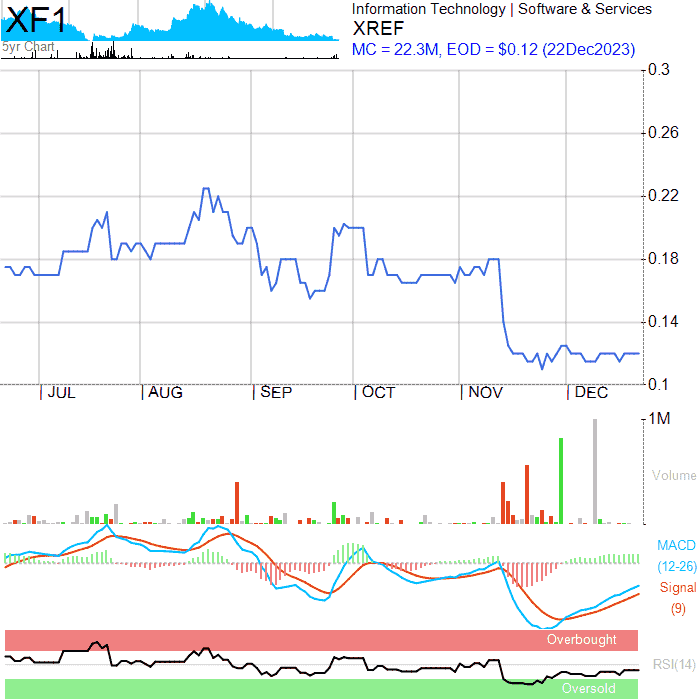 XF1
5yr Chart
Information Technology | Software & Services
XREF
MC = 22.3M, EOD = $0.12 (22Dec2023)
0.3
0.26
0.22
0.18
0.14
0.1
JUL AUG SEP OCT NOV DEC
1M
Volume
MACD
(12-26)
Signal
(9)
Overbought
RSI(14)
Oversold